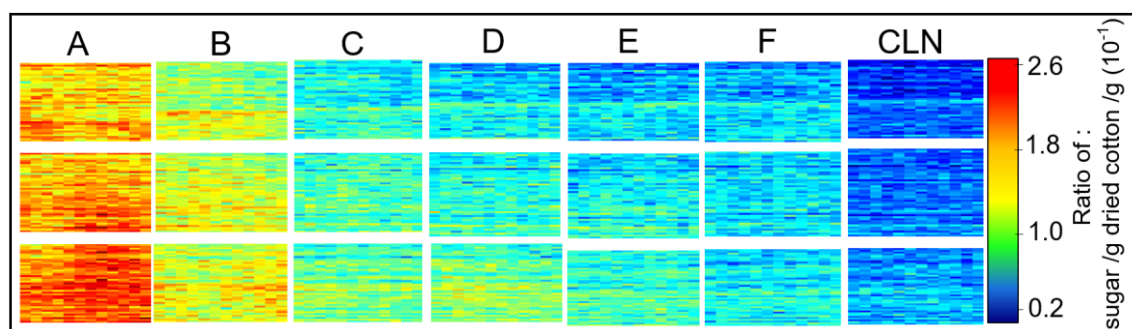 A B C D E F CLN
2.6
1.8
1.0
0.2
Ratio of :
sugar /g dried cotton /g (10⁻¹)